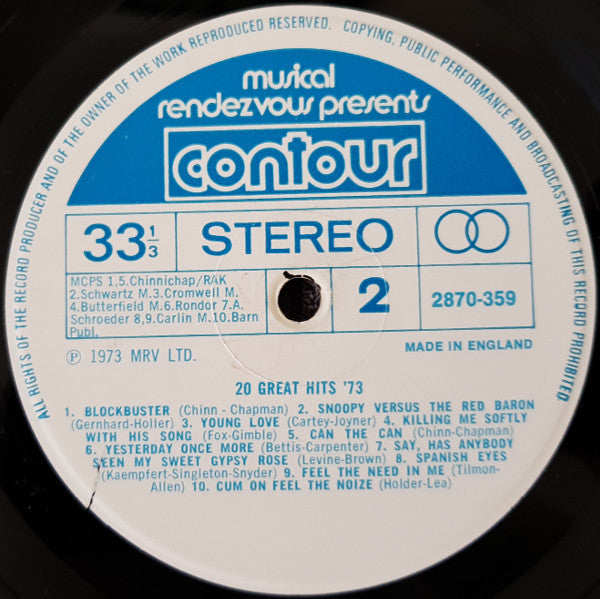 ALL RIGHTS OF THE RECORD PRODUCER AND OF THE OWNER OF THE WORK REPRODUCED RESERVED. COPYING, PUBLIC PERFORMANCE AND BROADCASTING OF THIS RECORD PROHIBITED
musical
rendezvous presents
contour
33 1/3
STEREO
MCPS 1,5.Chinnichap/RAK
2.Schwartz M.3.Cromwell M.
4.Butterfield M.6.Rondor 7.A.
Schroeder 8,9.Carlin M.10.Barn
Publ.
2
2870-359
℗ 1973 MRV LTD.
MADE IN ENGLAND
20 GREAT HITS '73
1. BLOCKBUSTER (Chinn - Chapman) 2. SNOOPY VERSUS THE RED BARON
(Gernhard-Holler) 3. YOUNG LOVE (Cartey-Joyner) 4. KILLING ME SOFTLY
WITH HIS SONG (Fox-Gimble) 5. CAN THE CAN (Chinn-Chapman)
6. YESTERDAY ONCE MORE (Bettis-Carpenter) 7. SAY, HAS ANYBODY
SEEN MY SWEET GYPSY ROSE (Levine-Brown) 8. SPANISH EYES
(Kaempfert-Singleton-Snyder) 9. FEEL THE NEED IN ME (Tilmon-
Allen) 10. CUM ON FEEL THE NOIZE (Holder-Lea)